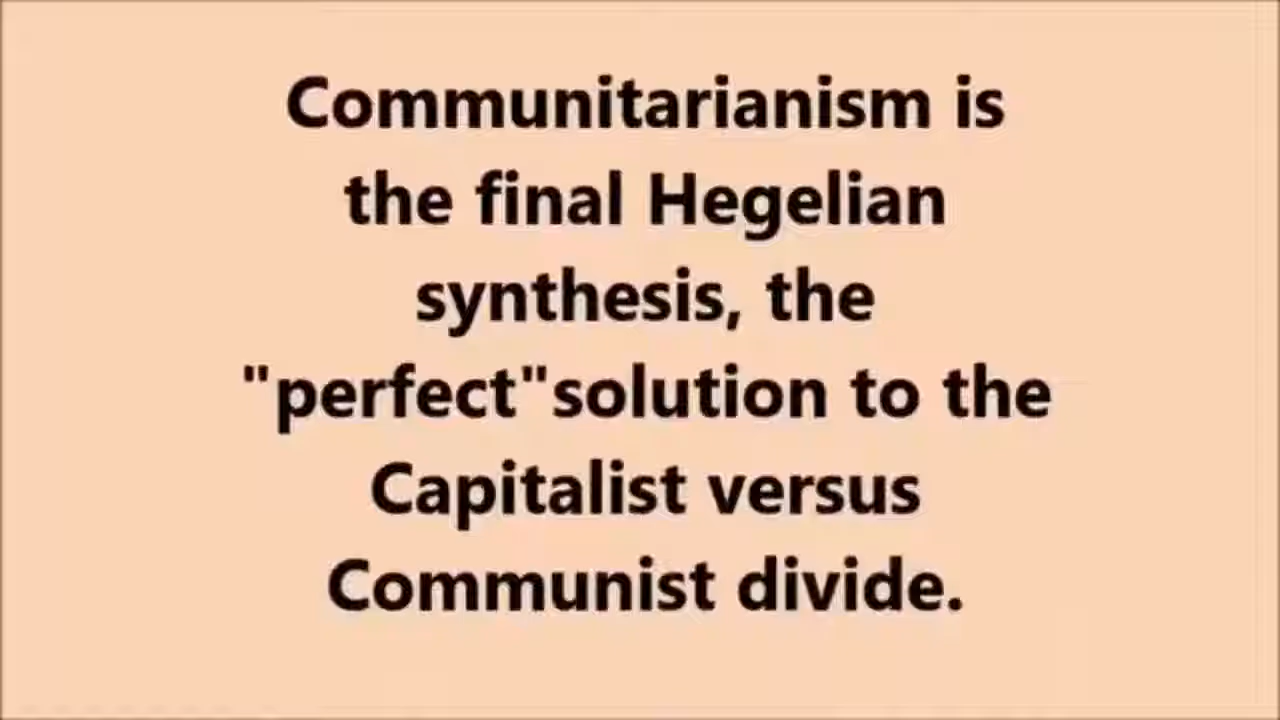 Communitarianism is
the final Hegelian
synthesis, the
"perfect"solution to the
Capitalist versus
Communist divide.